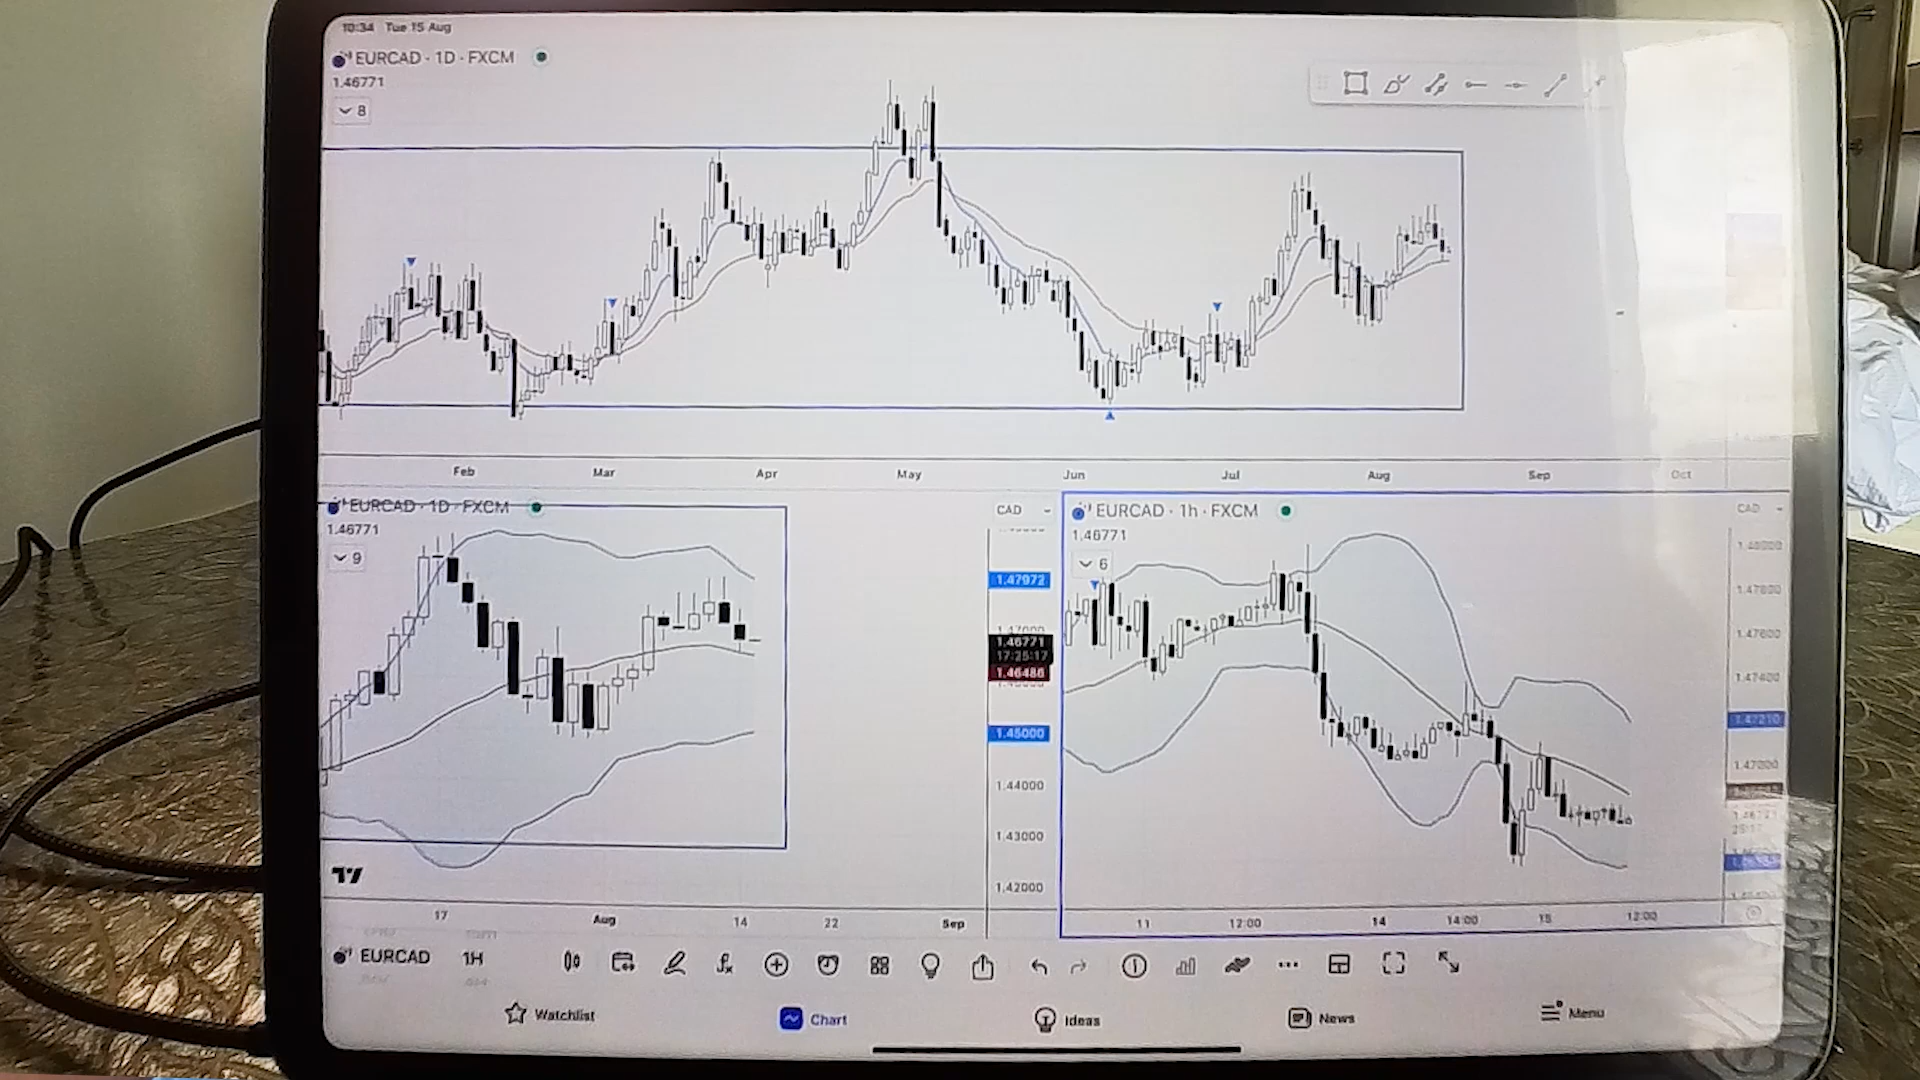 10:34 Tue 15 Aug
EURCAD · 1D · FXCM
1.46771
8
Feb Mar Apr May Jun Jul Aug Sep Oct
EURCAD · 1D · FXCM
1.46771
9
CAD
1.47972
1.47000
1.46771
17:25:17
1.46486
1.45000
1.44000
1.43000
1.42000
17 Aug 14 22 Sep
EURCAD · 1h · FXCM
1.46771
6
CAD
1.48000
1.47800
1.47600
1.47400
1.47210
1.47000
11 12:00 14 14:00 15 12:00
EURCAD 1H
Watchlist
Chart
Ideas
News
Menu